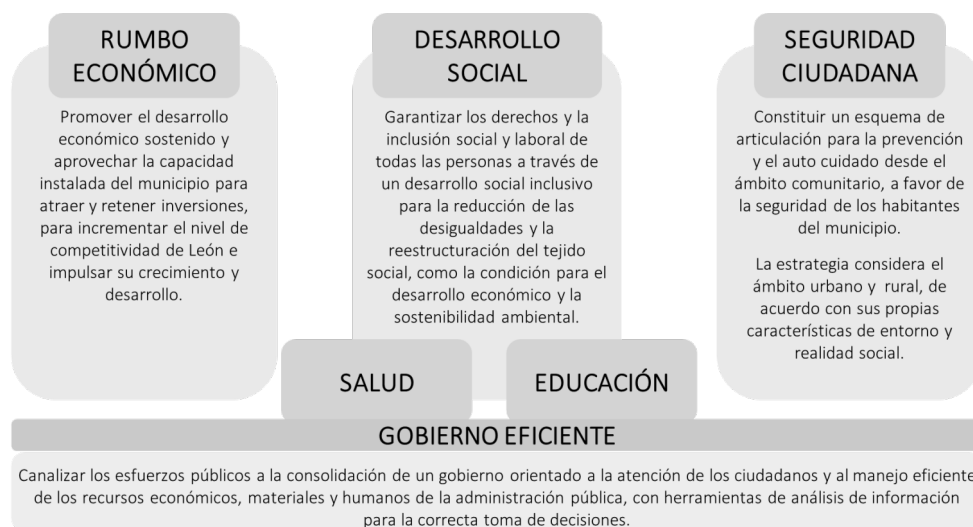 RUMBO
ECONÓMICO
Promover el desarrollo
económico sostenido y
aprovechar la capacidad
instalada del municipio para
atraer y retener inversiones,
para incrementar el nivel de
competitividad de León e
impulsar su crecimiento y
desarrollo.
DESARROLLO
SOCIAL
Garantizar los derechos y la
inclusión social y laboral de
todas las personas a través de
un desarrollo social inclusivo
para la reducción de las
desigualdades y la
reestructuración del tejido
social, como la condición para el
desarrollo económico y la
sostenibilidad ambiental.
SEGURIDAD
CIUDADANA
Constituir un esquema de
articulación para la prevención
y el auto cuidado desde el
ámbito comunitario, a favor de
la seguridad de los habitantes
del municipio.
La estrategia considera el
ámbito urbano y rural, de
acuerdo con sus propias
características de entorno y
realidad social.
SALUD
EDUCACIÓN
GOBIERNO EFICIENTE
Canalizar los esfuerzos públicos a la consolidación de un gobierno orientado a la atención de los ciudadanos y al manejo eficiente
de los recursos económicos, materiales y humanos de la administración pública, con herramientas de análisis de información
para la correcta toma de decisiones.